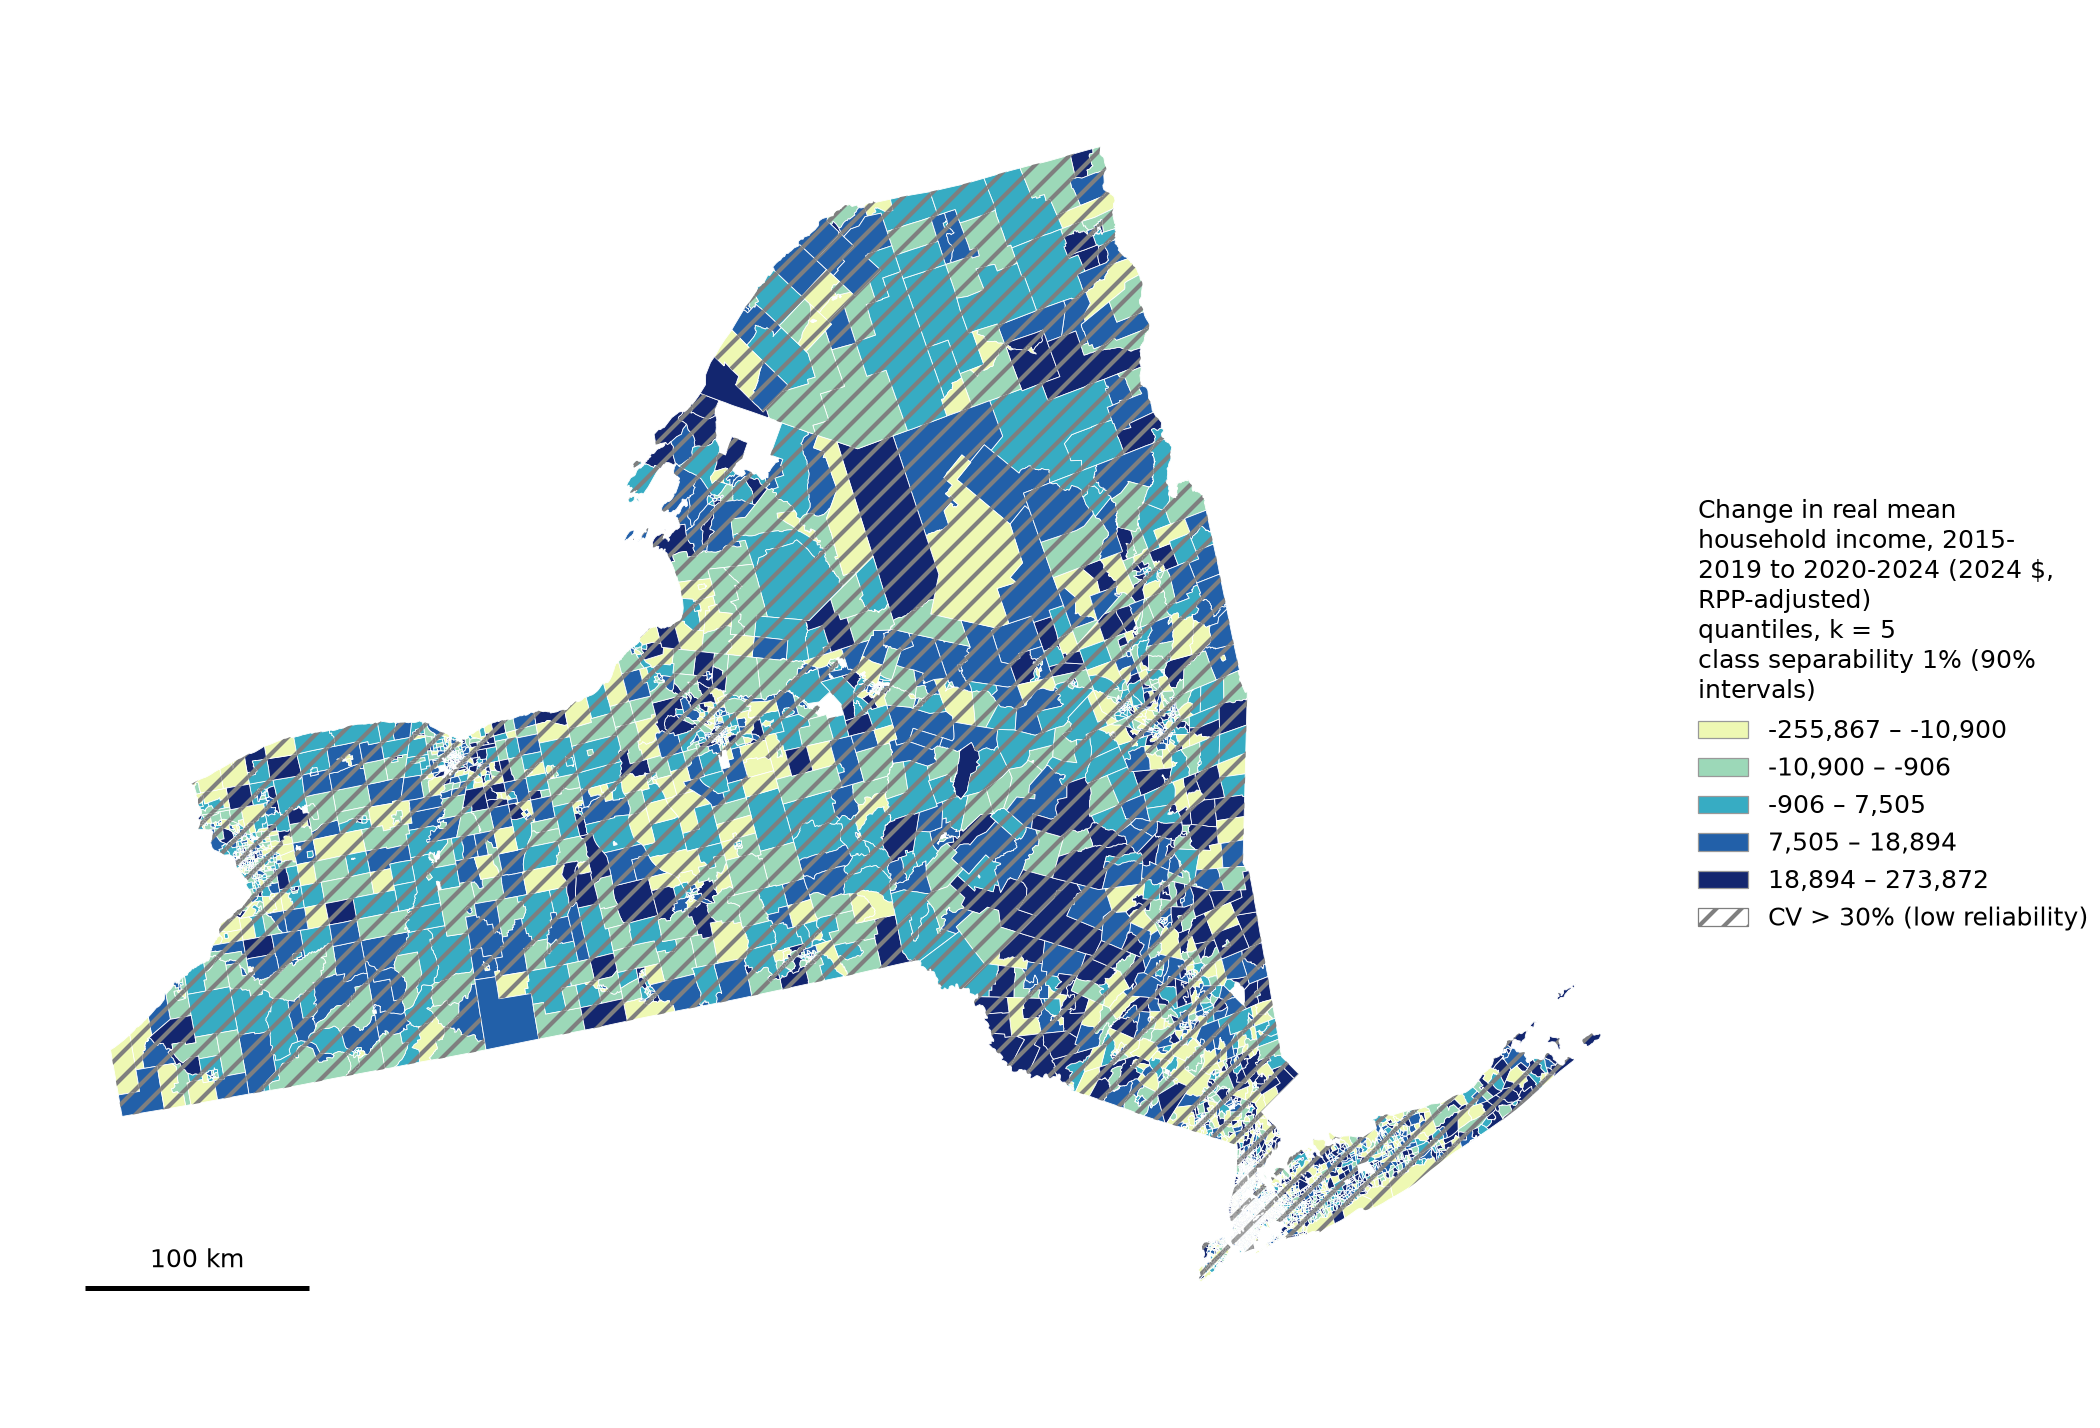 Change in real mean
household income, 2015-
2019 to 2020-2024 (2024 $,
RPP-adjusted)
quantiles, k = 5
class separability 1% (90%
intervals)
-255,867 – -10,900
-10,900 – -906
-906 – 7,505
7,505 – 18,894
18,894 – 273,872
CV > 30% (low reliability)
100 km